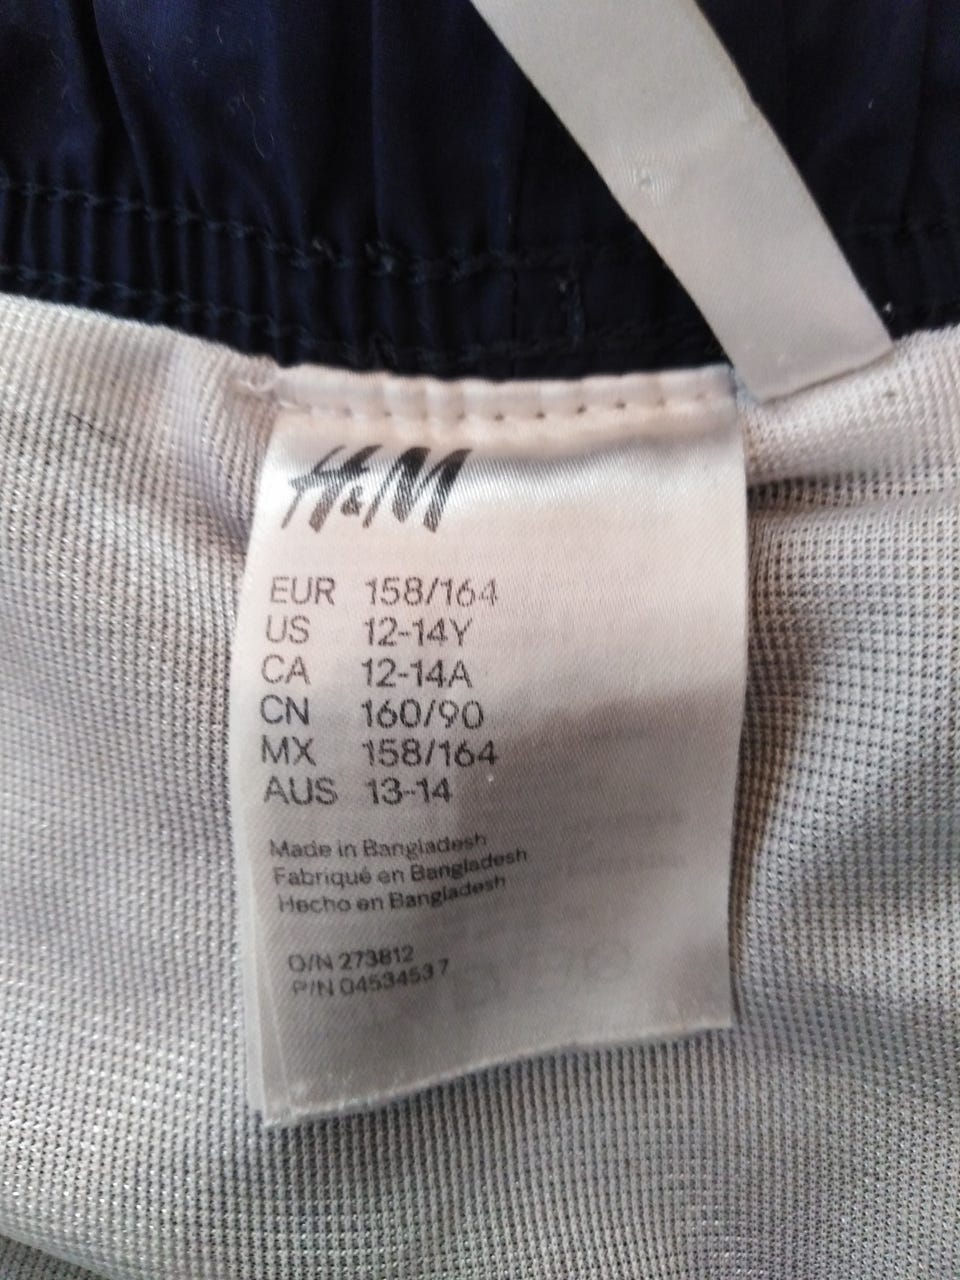 H&M
EUR 158/164
US 12-14Y
CA 12-14A
CN 160/90
MX 158/164
AUS 13-14
Made in Bangladesh
Fabriqué en Bangladesh
Hecho en Bangladesh
O/N 273812
P/N 04534537